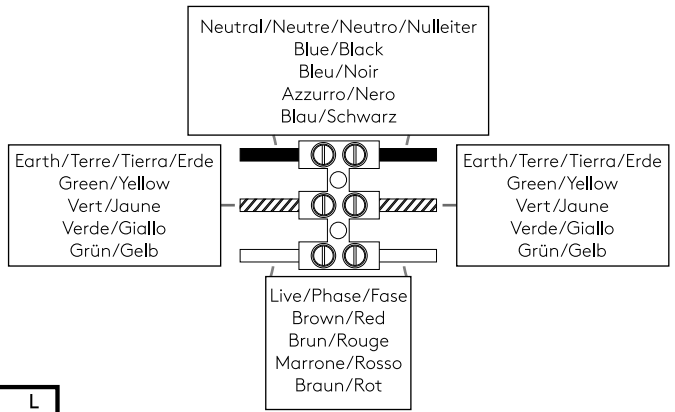 Neutral/Neutre/Neutro/Nulleiter
Blue/Black
Bleu/Noir
Azzurro/Nero
Blau/Schwarz
Earth/Terre/Tierra/Erde
Green/Yellow
Vert/Jaune
Verde/Giallo
Grün/Gelb
Earth/Terre/Tierra/Erde
Green/Yellow
Vert/Jaune
Verde/Giallo
Grün/Gelb
Live/Phase/Fase
Brown/Red
Brun/Rouge
Marrone/Rosso
Braun/Rot
L